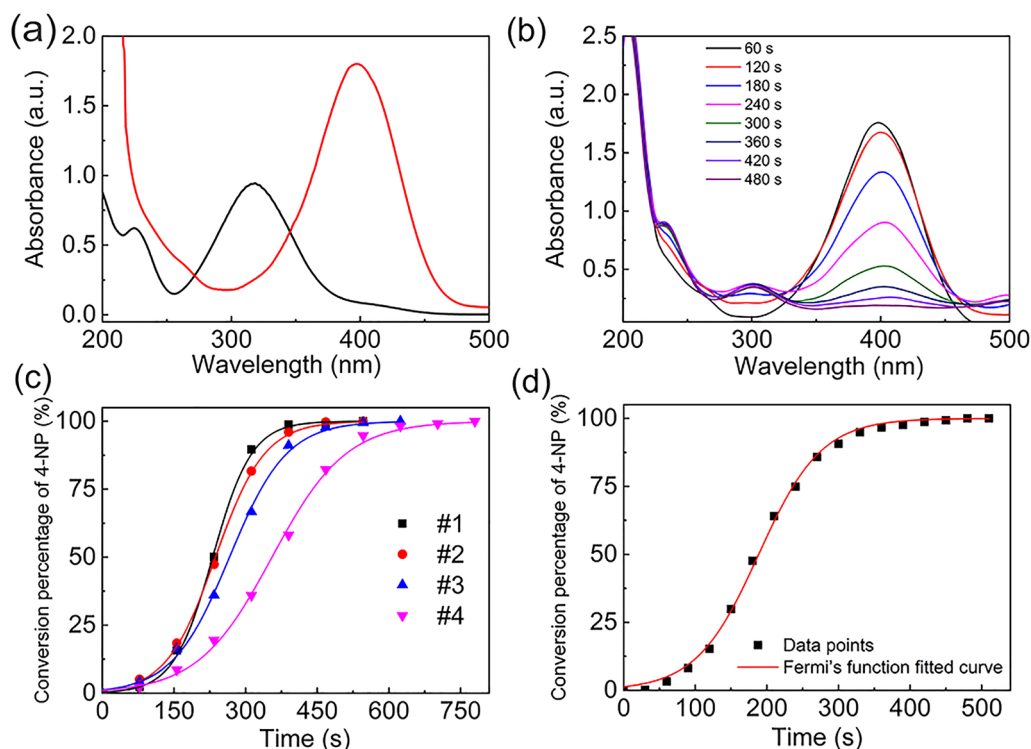 (a)
2.0
1.5
1.0
0.5
0.0
Absorbance (a.u.)
200
300
400
500
Wavelength (nm)
(b)
2.5
2.0
1.5
1.0
0.5
Absorbance (a.u.)
60 s
120 s
180 s
240 s
300 s
360 s
420 s
480 s
200
300
400
500
Wavelength (nm)
(c)
100
75
50
25
0
Conversion percentage of 4-NP (%)
#1
#2
#3
#4
0
150
300
450
600
750
Time (s)
(d)
100
75
50
25
0
Conversion percentage of 4-NP (%)
Data points
Fermi's function fitted curve
0
100
200
300
400
500
Time (s)